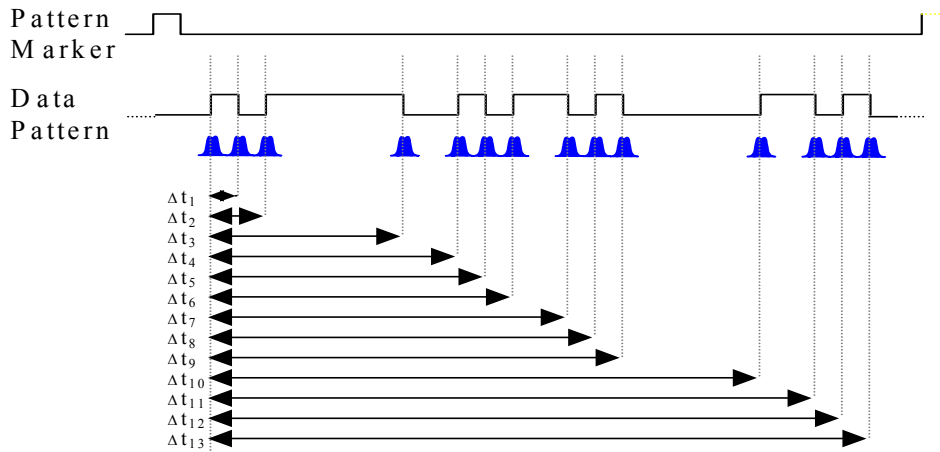 Pattern
Marker
Data
Pattern
Δt₁
Δt₂
Δt₃
Δt₄
Δt₅
Δt₆
Δt₇
Δt₈
Δt₉
Δt₁₀
Δt₁₁
Δt₁₂
Δt₁₃